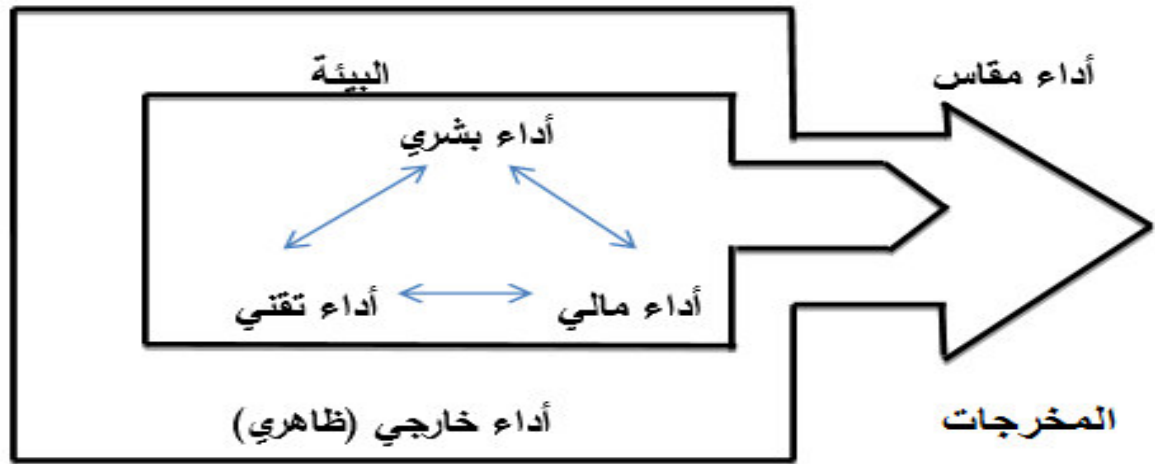 البيئة
أداء مقاس
أداء بشري
أداء مالي
أداء تقني
أداء خارجي (ظاهري)
المخرجات